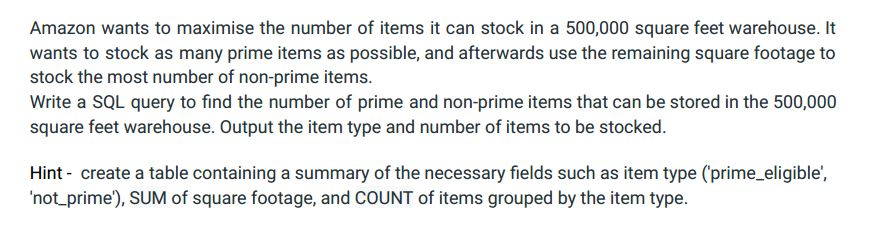 Amazon wants to maximise the number of items it can stock in a 500,000 square feet warehouse. It
wants to stock as many prime items as possible, and afterwards use the remaining square footage to
stock the most number of non-prime items.
Write a SQL query to find the number of prime and non-prime items that can be stored in the 500,000
square feet warehouse. Output the item type and number of items to be stocked.
Hint - create a table containing a summary of the necessary fields such as item type ('prime_eligible',
'not_prime'), SUM of square footage, and COUNT of items grouped by the item type.